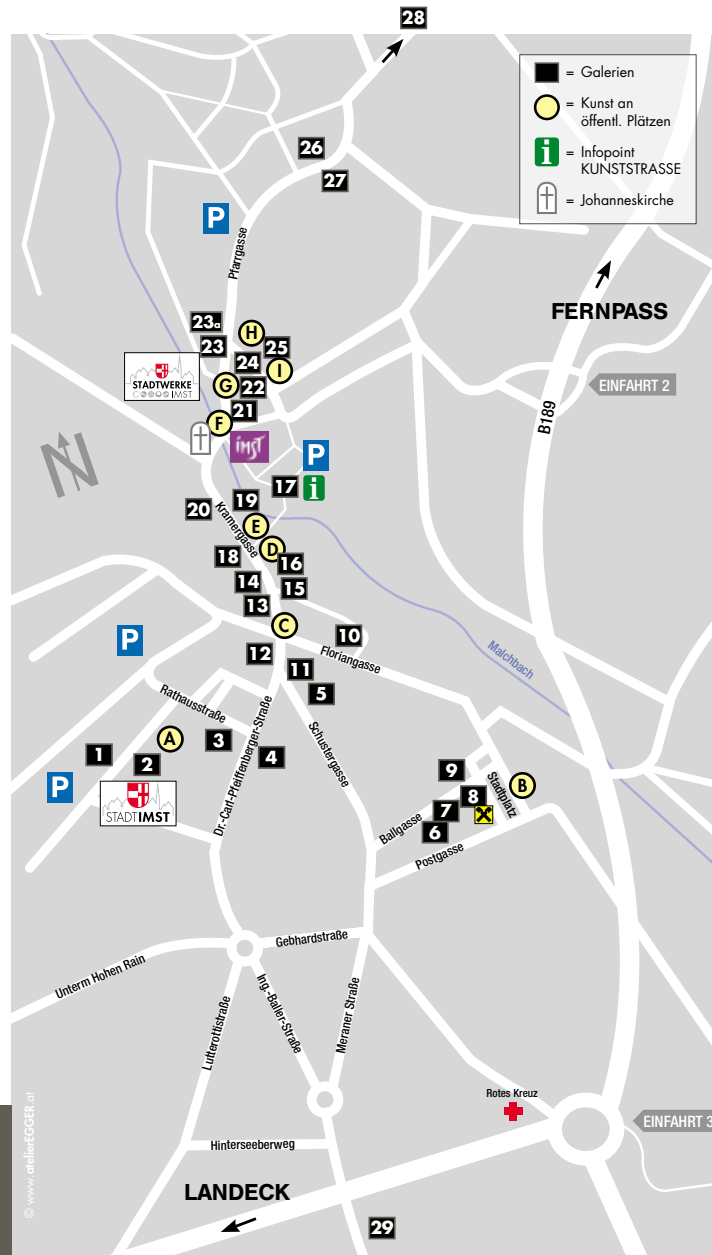 28
= Galerien
= Kunst an
öffentl. Plätzen
i = Infopoint
KUNSTSTRASSE
= Johanneskirche
26
27
P
Pfarrgasse
FERNPASS
23a
H
23
25
24
I
STADTWERKE
IMST
G
22
EINFAHRT 2
21
F
B189
imst
P
N
17
i
19
20
Kramergasse
E
D
18
16
14
15
13
C
P
10
12
Floriangasse
Malchbach
11
5
Rathausstraße
A
3
1
2
4
Dr.-Carl-Pfeiffenberger-Straße
Schustergasse
9
P
STADTIMST
8
Stadtplatz
B
7
6
Ballgasse
Postgasse
Gebhardstraße
Unterm Hohen Rain
Ing.-Baller-Straße
Lutterottistraße
Meraner Straße
Rotes Kreuz
EINFAHRT 3
Hinterseeberweg
LANDECK
29
© www.atelierEGGER.at